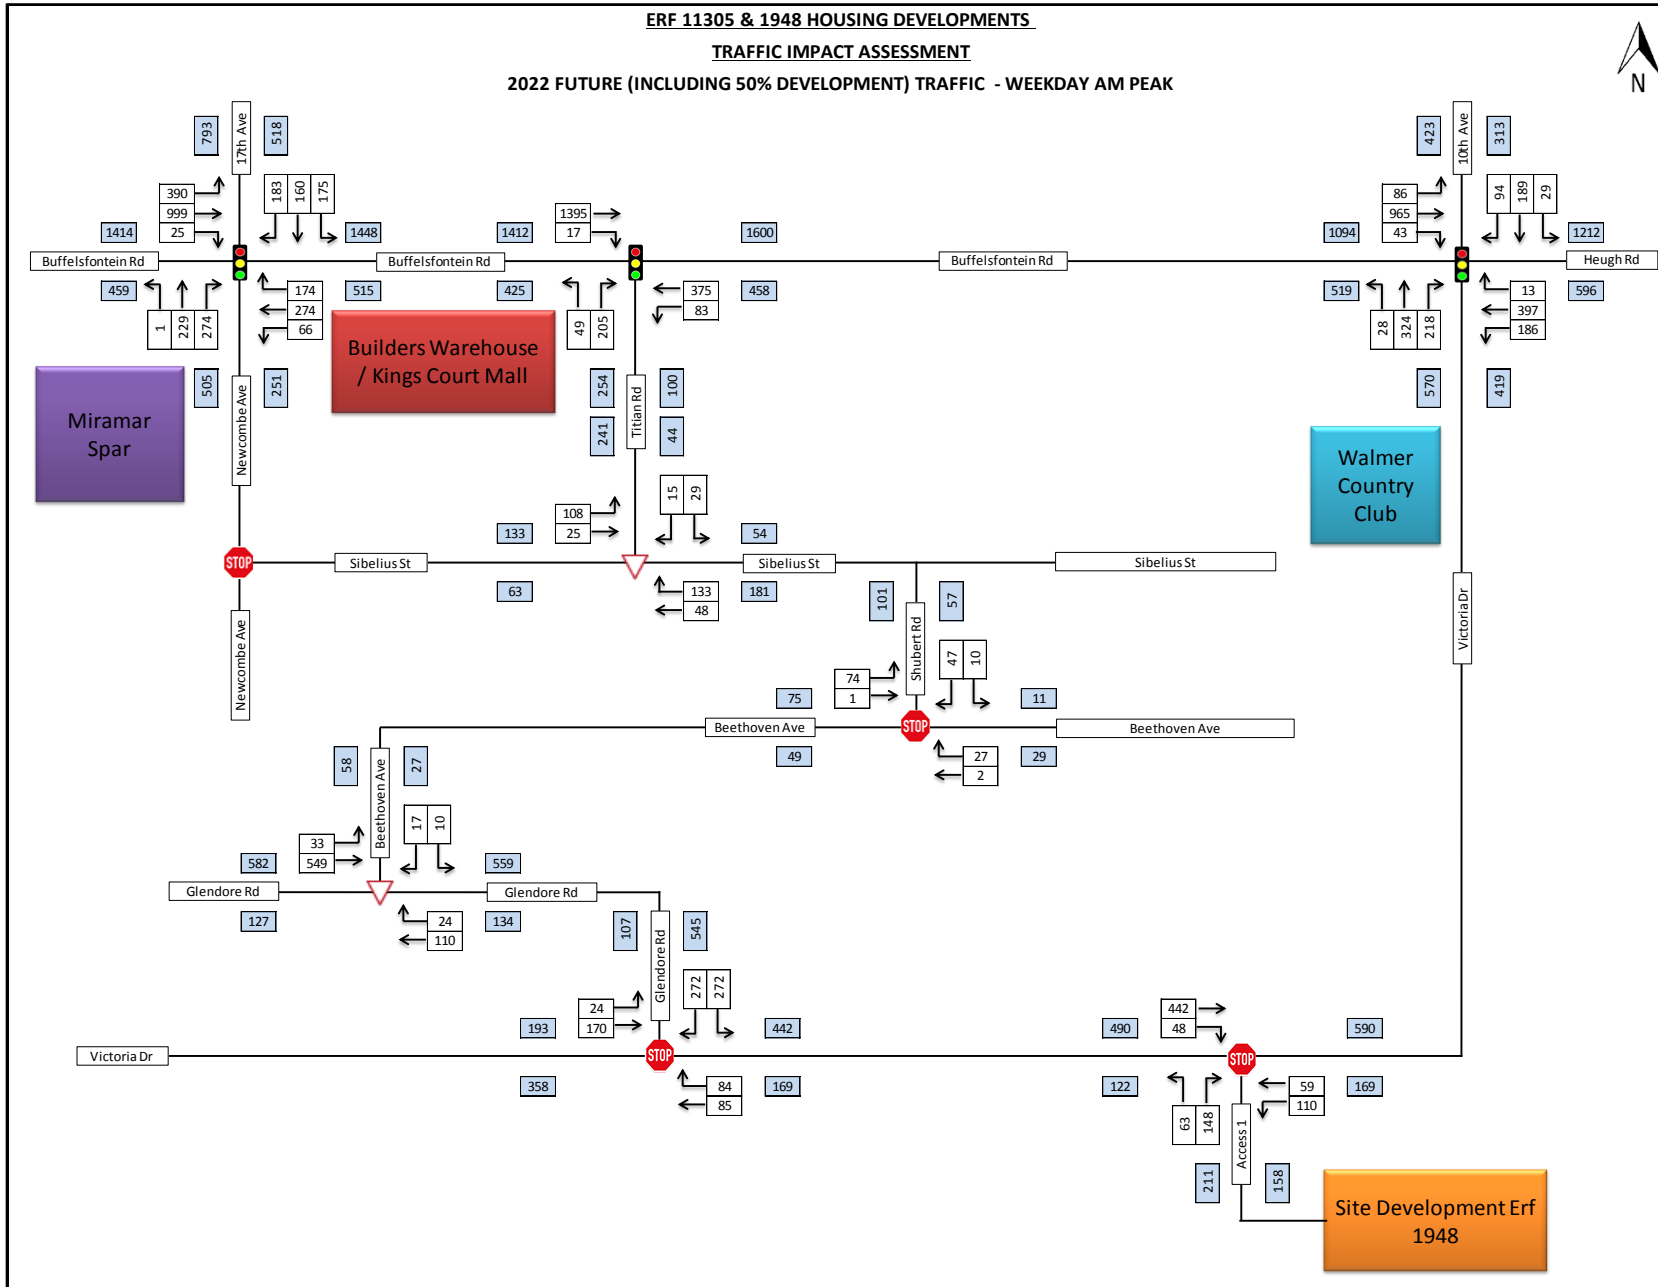 ERF 11305 & 1948 HOUSING DEVELOPMENTS
TRAFFIC IMPACT ASSESSMENT
2022 FUTURE (INCLUDING 50% DEVELOPMENT) TRAFFIC - WEEKDAY AM PEAK
N
793
17th Ave
518
423
10th Ave
313
390
999
25
183
160
175
1395
17
86
965
43
94
189
29
1414
1448
1412
1600
1094
1212
Buffelsfontein Rd
Buffelsfontein Rd
Buffelsfontein Rd
Heugh Rd
459
515
425
458
519
596
1
229
274
174
274
66
49
205
375
83
28
324
218
13
397
186
Builders Warehouse
/ Kings Court Mall
Miramar
Spar
505
Newcombe Ave
251
254
100
Titian Rd
241
44
570
419
Walmer
Country
Club
108
25
15
29
133
54
STOP
Sibelius St
Sibelius St
Sibelius St
63
133
48
181
Newcombe Ave
101
Shubert Rd
57
Victoria Dr
74
1
47
10
75
11
Beethoven Ave
STOP
Beethoven Ave
49
27
2
29
58
Beethoven Ave
27
33
549
17
10
582
559
Glendore Rd
Glendore Rd
127
24
110
134
107
Glendore Rd
545
24
170
272
272
442
48
193
442
490
590
Victoria Dr
STOP
STOP
358
84
85
169
122
169
63
148
59
110
Access 1
211
158
Site Development Erf
1948